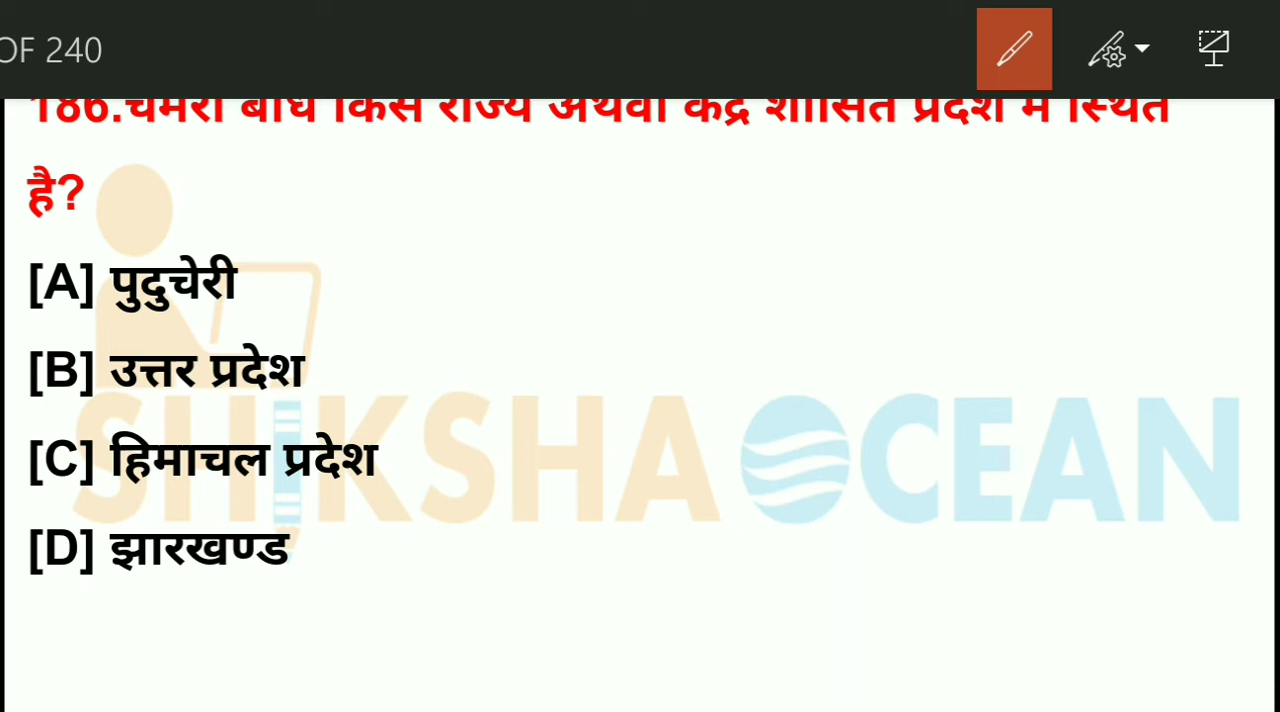 OF 240
186.चमेरा बाँध किस राज्य अथवा केंद्र शासित प्रदेश में स्थित
है?
[A] पुदुचेरी
[B] उत्तर प्रदेश
[C] हिमाचल प्रदेश
[D] झारखण्ड
SHIKSHA OCEAN